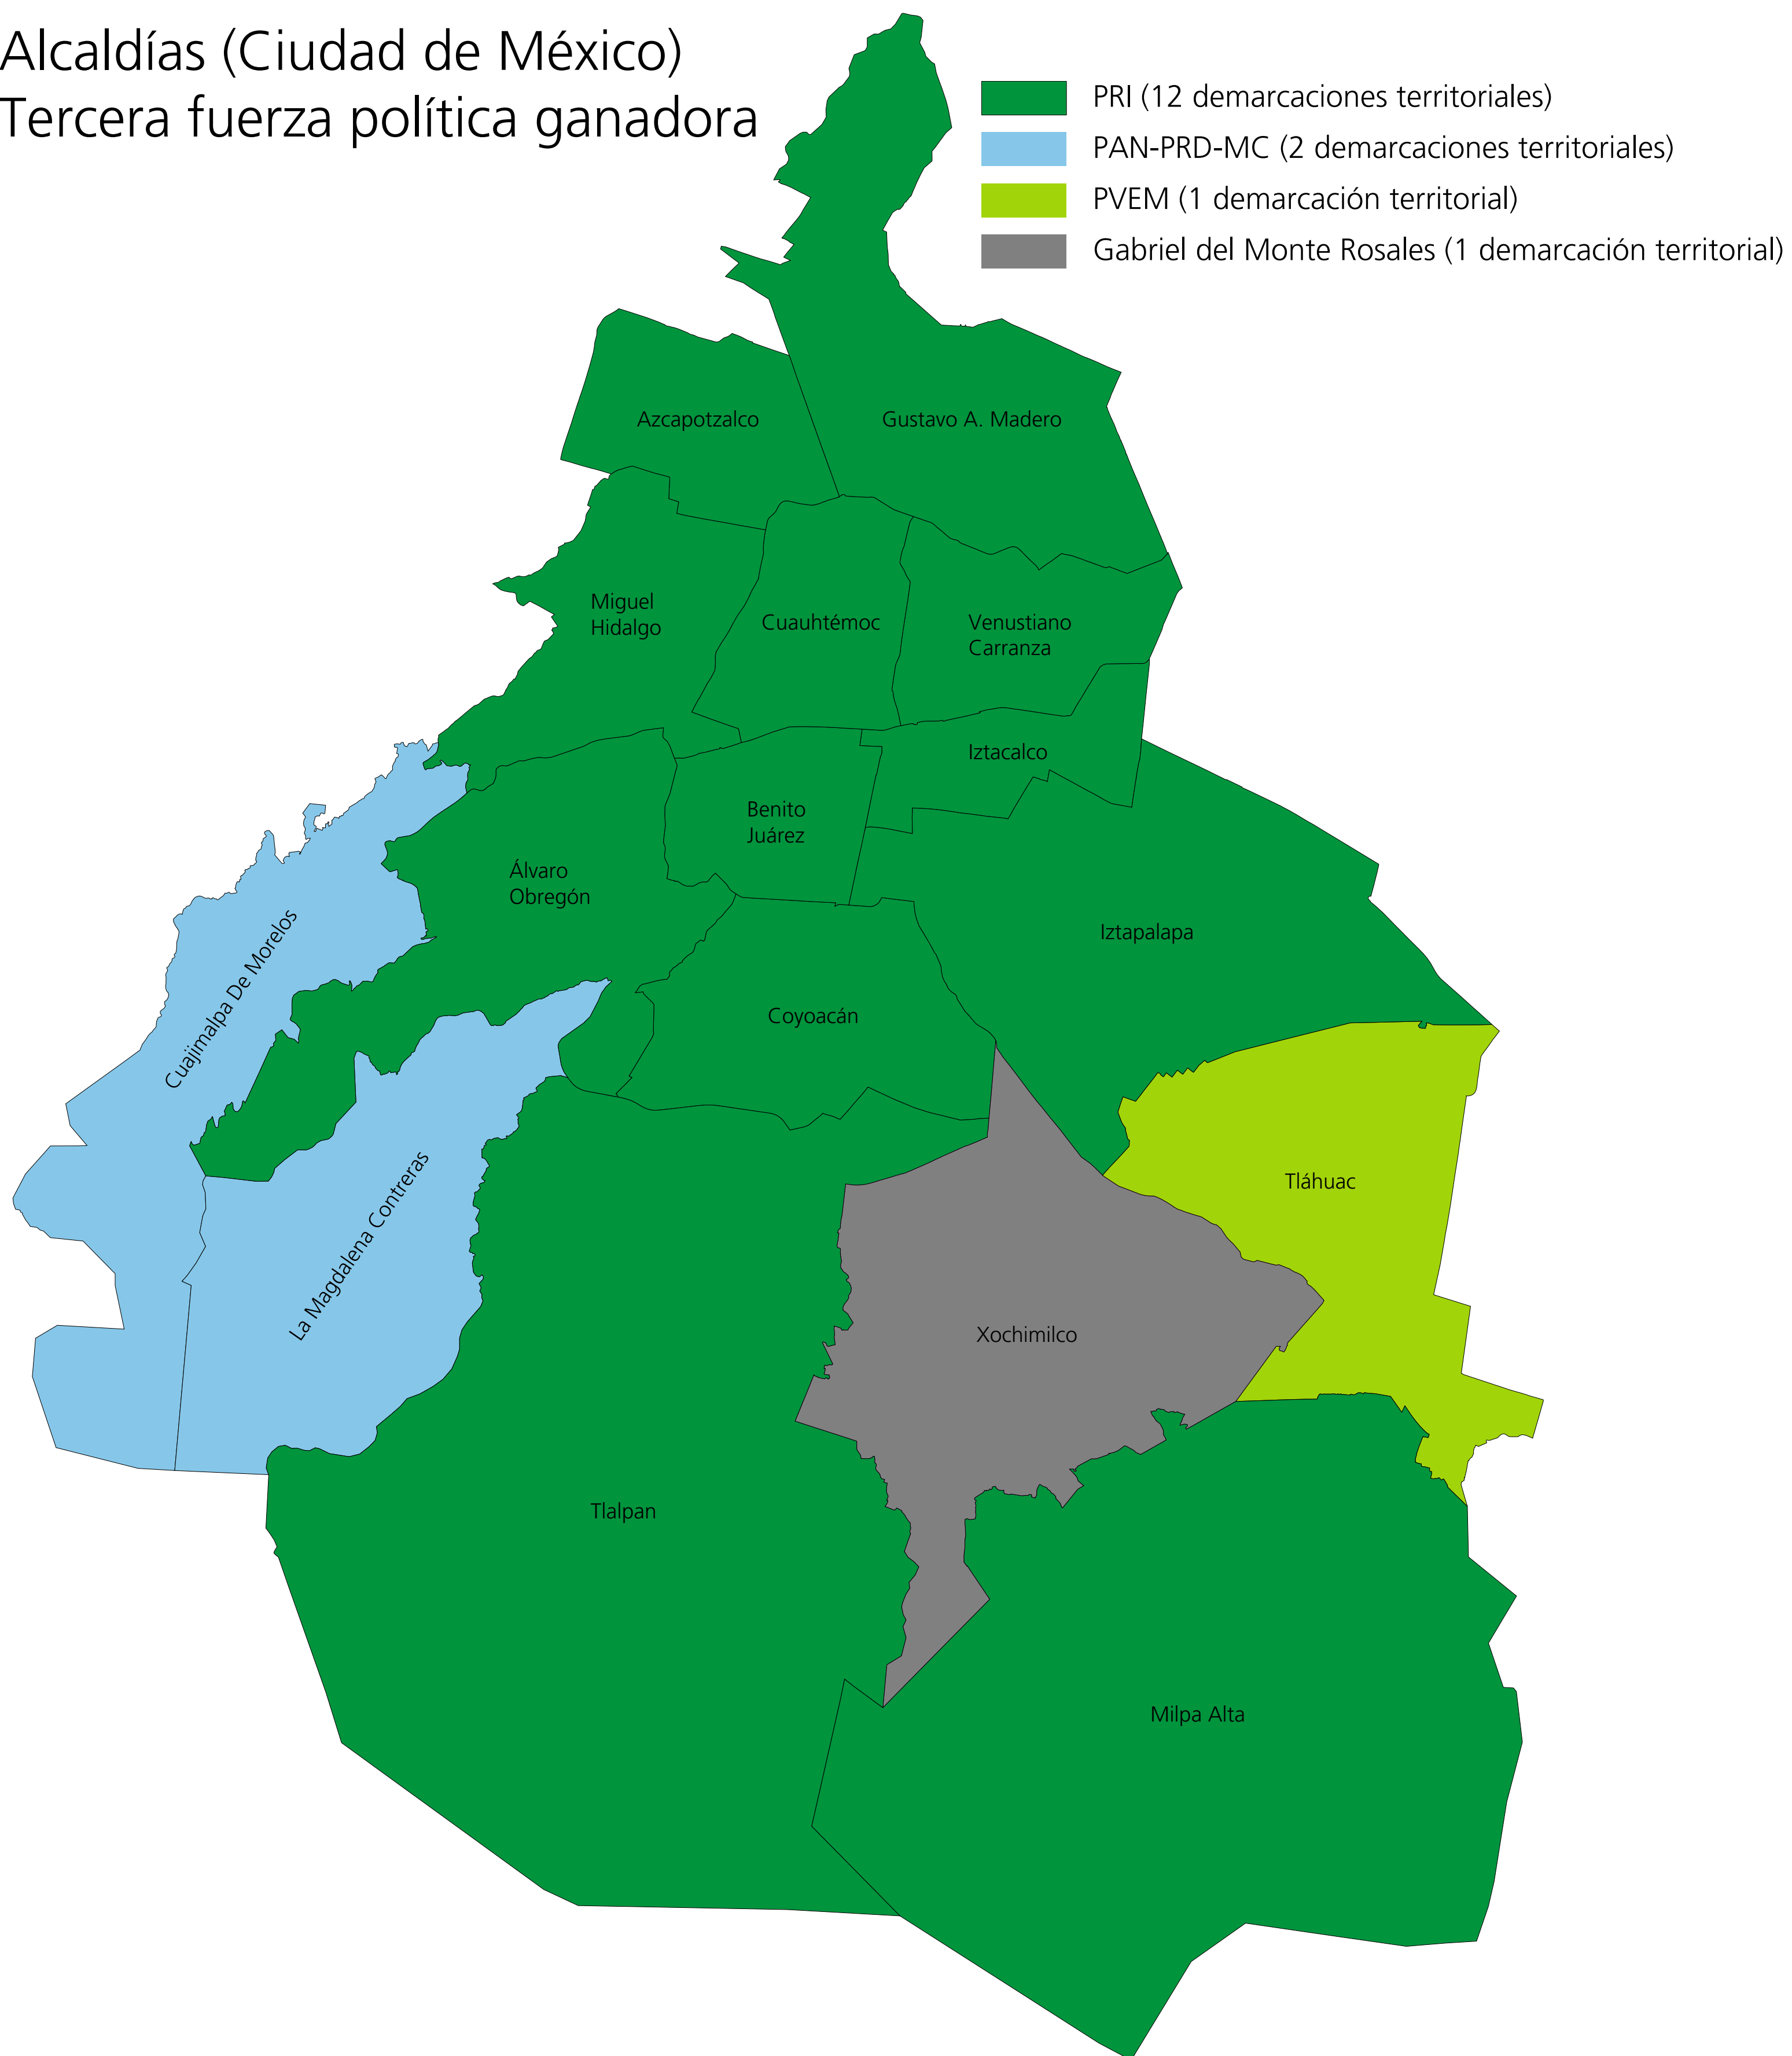 Alcaldías (Ciudad de México)
Tercera fuerza política ganadora
PRI (12 demarcaciones territoriales)
PAN-PRD-MC (2 demarcaciones territoriales)
PVEM (1 demarcación territorial)
Gabriel del Monte Rosales (1 demarcación territorial)
Azcapotzalco
Gustavo A. Madero
Miguel
Hidalgo
Cuauhtémoc
Venustiano
Carranza
Iztacalco
Benito
Juárez
Álvaro
Obregón
Iztapalapa
Cuajimalpa De Morelos
Coyoacán
Tláhuac
La Magdalena Contreras
Xochimilco
Tlalpan
Milpa Alta